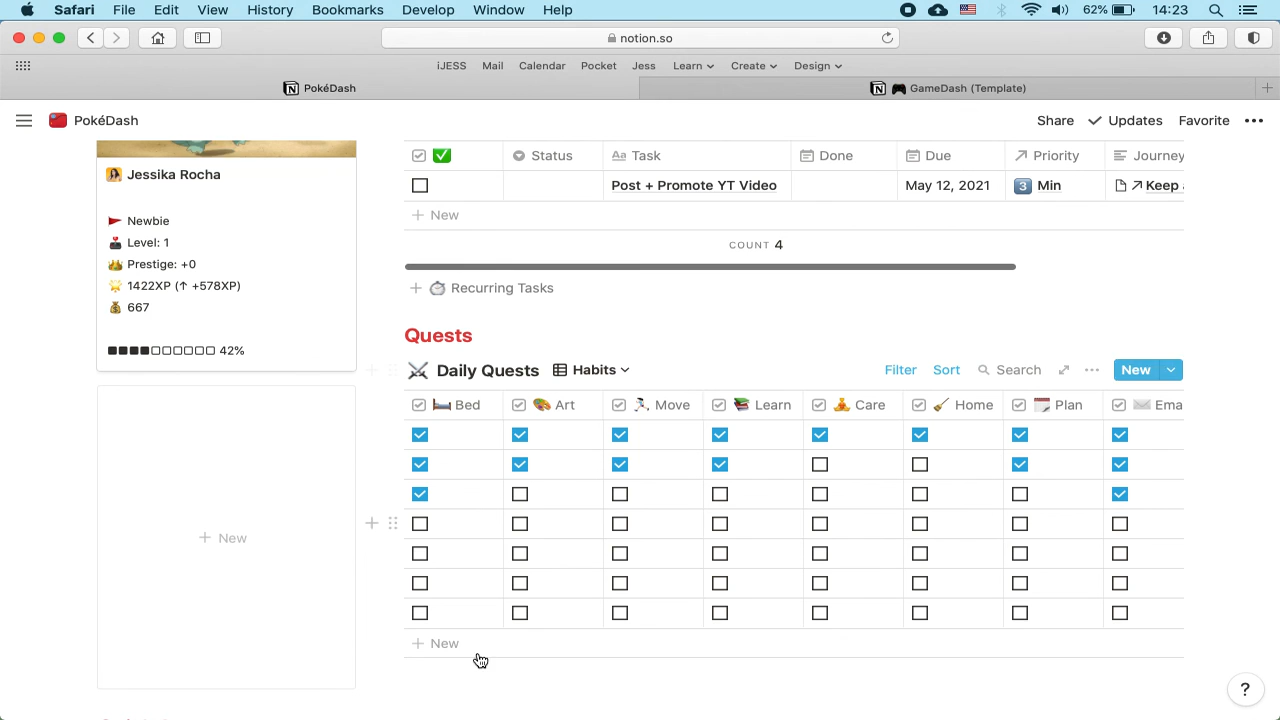 Safari File Edit View History Bookmarks Develop Window Help 62% 14:23
notion.so
iJESS Mail Calendar Pocket Jess Learn Create Design
PokéDash GameDash (Template)
PokéDash Share Updates Favorite
Jessika Rocha
Newbie
Level: 1
Prestige: +0
1422XP (↑ +578XP)
667
42%
New
Status Task Done Due Priority Journey
Post + Promote YT Video May 12, 2021 3 Min Keep
New
COUNT 4
Recurring Tasks
Quests
Daily Quests Habits Filter Sort Search New
Bed Art Move Learn Care Home Plan Ema
New
?